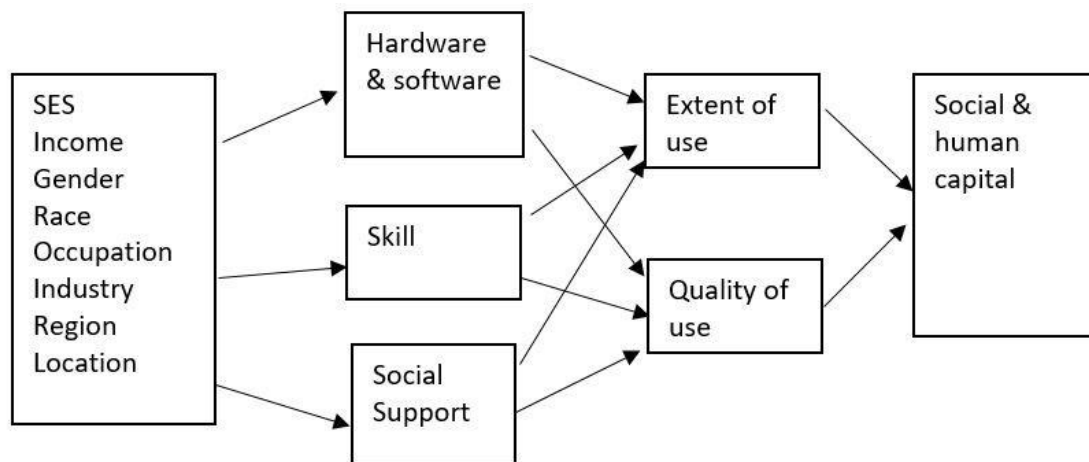 SES
Income
Gender
Race
Occupation
Industry
Region
Location
Hardware
& software
Skill
Social
Support
Extent of
use
Quality of
use
Social &
human
capital